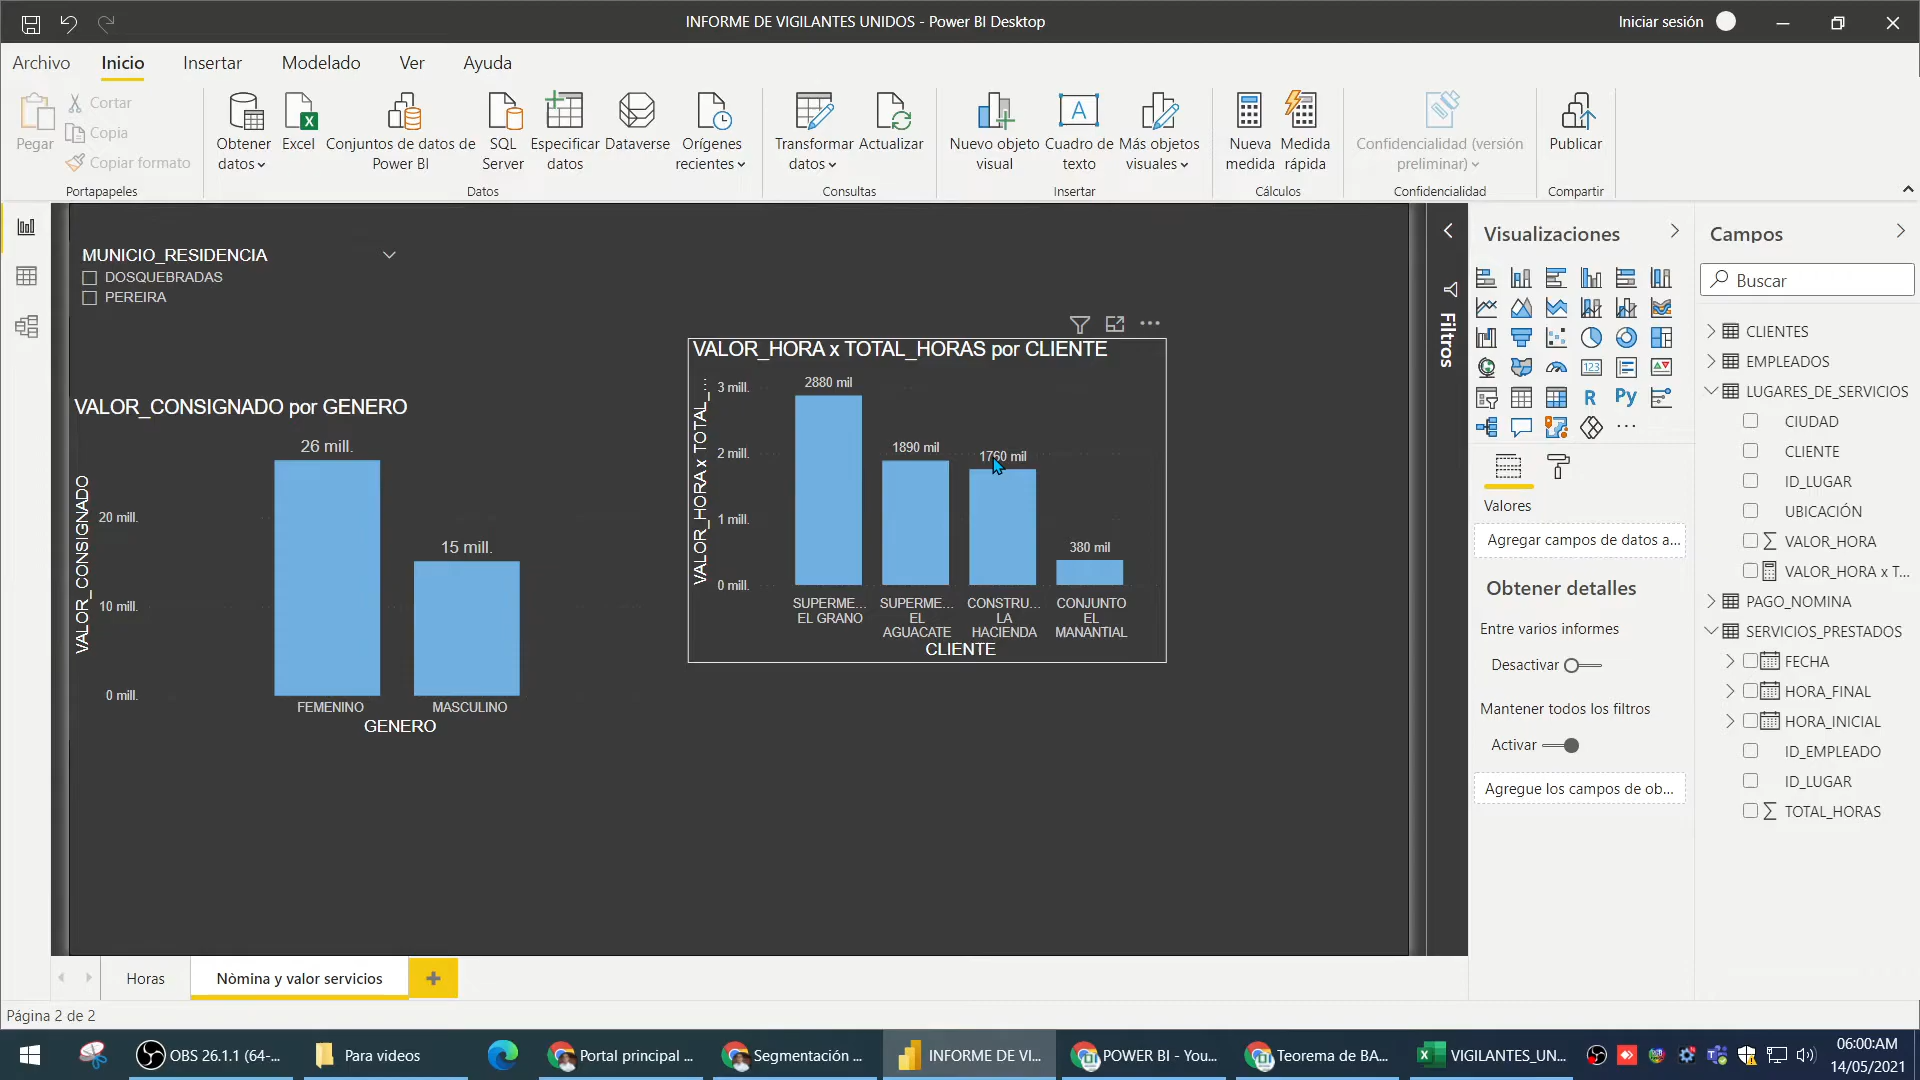 INFORME DE VIGILANTES UNIDOS - Power BI Desktop
Iniciar sesión
Archivo
Inicio
Insertar
Modelado
Ver
Ayuda
Pegar
Cortar
Copia
Copiar formato
Portapapeles
Obtener
datos
Excel
Conjuntos de datos de
Power BI
SQL
Server
Especificar
datos
Dataverse
Orígenes
recientes
Datos
Transformar
datos
Actualizar
Consultas
Nuevo objeto
visual
A
Cuadro de
texto
Más objetos
visuales
Insertar
Nueva
medida
Medida
rápida
Cálculos
Confidencialidad (versión
preliminar)
Confidencialidad
Publicar
Compartir
MUNICIO_RESIDENCIA
DOSQUEBRADAS
PEREIRA
VALOR_CONSIGNADO por GENERO
VALOR_CONSIGNADO
20 mill.
10 mill.
0 mill.
26 mill.
15 mill.
FEMENINO
MASCULINO
GENERO
VALOR_HORA x TOTAL_HORAS por CLIENTE
VALOR_HORA x TOTAL_...
3 mill.
2 mill.
1 mill.
0 mill.
2880 mil
1890 mil
1760 mil
380 mil
SUPERME...
EL GRANO
SUPERME...
EL
AGUACATE
CONSTRU...
LA
HACIENDA
CONJUNTO
EL
MANANTIAL
CLIENTE
Filtros
Visualizaciones
123
R
Py
Valores
Agregar campos de datos a...
Obtener detalles
Entre varios informes
Desactivar
Mantener todos los filtros
Activar
Agregue los campos de ob...
Campos
Buscar
CLIENTES
EMPLEADOS
LUGARES_DE_SERVICIOS
CIUDAD
CLIENTE
ID_LUGAR
UBICACIÓN
VALOR_HORA
VALOR_HORA x T...
PAGO_NOMINA
SERVICIOS_PRESTADOS
FECHA
HORA_FINAL
HORA_INICIAL
ID_EMPLEADO
ID_LUGAR
TOTAL_HORAS
Horas
Nòmina y valor servicios
Página 2 de 2
OBS 26.1.1 (64-...
Para videos
Portal principal ...
Segmentación ...
INFORME DE VI...
POWER BI - You...
Teorema de BA...
VIGILANTES_UN...
06:00:AM
14/05/2021